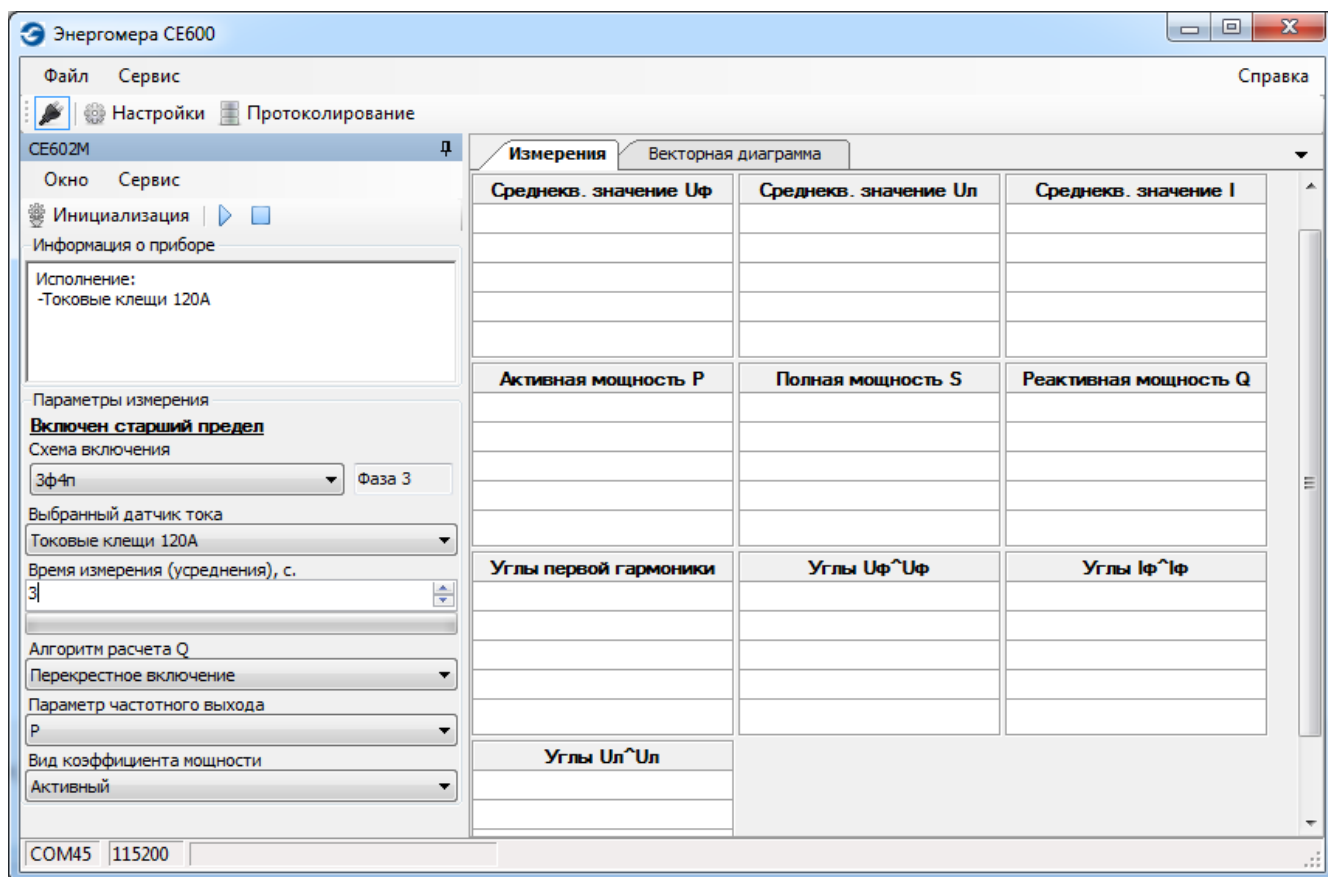 Энергомера СЕ600
Файл Сервис Справка
Настройки Протоколирование
CE602M
Окно Сервис
Инициализация
Информация о приборе
Исполнение:
-Токовые клещи 120А
Параметры измерения
Включен старший предел
Схема включения
3ф4п Фаза 3
Выбранный датчик тока
Токовые клещи 120А
Время измерения (усреднения), с.
3
Алгоритм расчета Q
Перекрестное включение
Параметр частотного выхода
P
Вид коэффициента мощности
Активный
Измерения Векторная диаграмма
Среднекв. значение Uф Среднекв. значение Uл Среднекв. значение I
Активная мощность P Полная мощность S Реактивная мощность Q
Углы первой гармоники Углы Uф^Uф Углы Iф^Iф
Углы Uл^Uл
COM45 115200